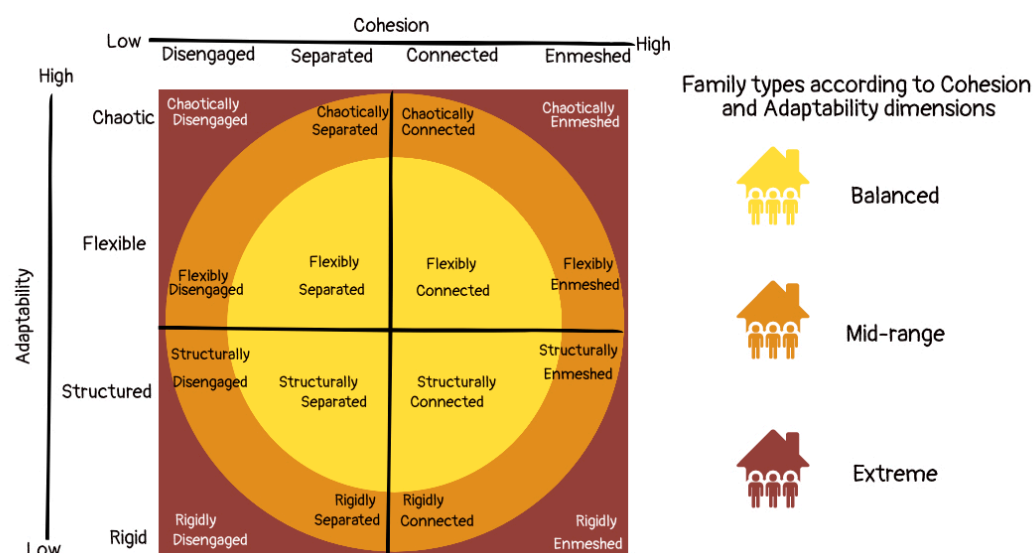 Cohesion
Low High
Disengaged Separated Connected Enmeshed
High
Family types according to Cohesion
and Adaptability dimensions
Adaptability
Chaotic
Chaotically
Disengaged
Chaotically
Separated
Chaotically
Connected
Chaotically
Enmeshed
Balanced
Flexible
Flexibly
Disengaged
Flexibly
Separated
Flexibly
Connected
Flexibly
Enmeshed
Mid-range
Structured
Structurally
Disengaged
Structurally
Separated
Structurally
Connected
Structurally
Enmeshed
Extreme
Rigid
Rigidly
Disengaged
Rigidly
Separated
Rigidly
Connected
Rigidly
Enmeshed
Low